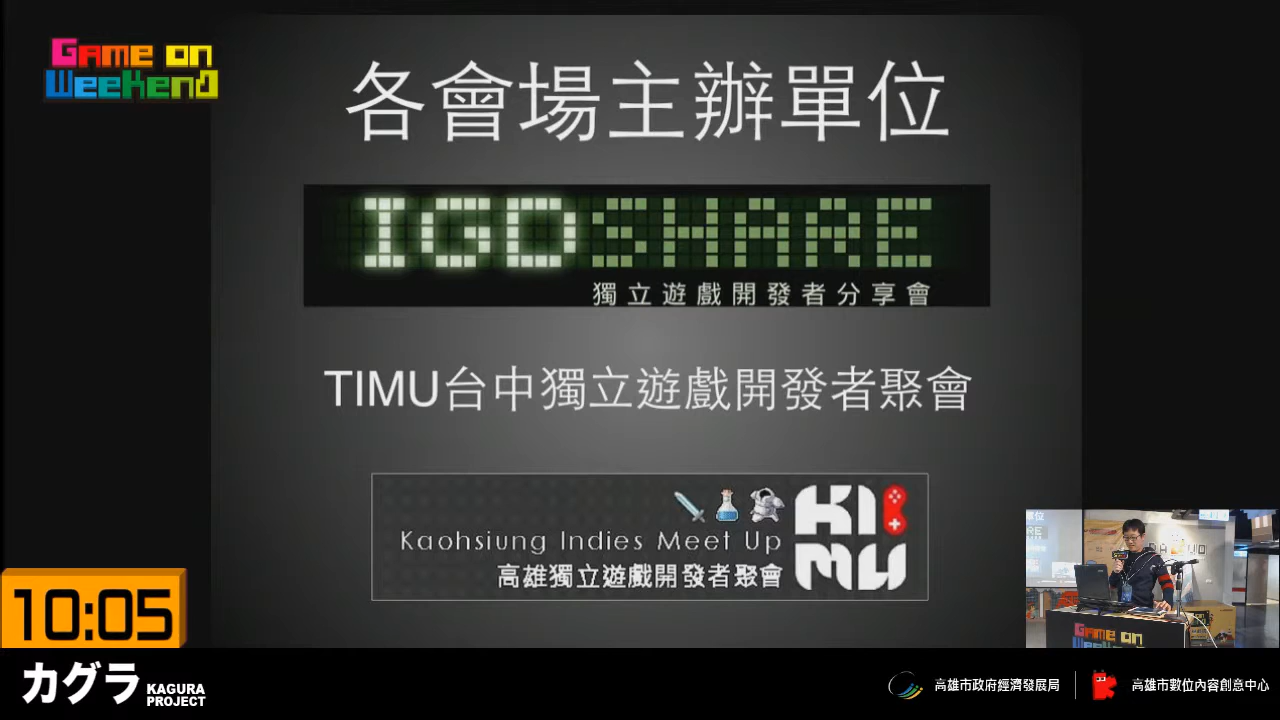 GAME ON
WEEKEND
各會場主辦單位
IGDSHARE
獨立遊戲開發者分享會
TIMU台中獨立遊戲開發者聚會
Kaohsiung Indies Meet Up
高雄獨立遊戲開發者聚會
KI
MU
10:05
GAME ON
カグラ
KAGURA
PROJECT
高雄市政府經濟發展局
高雄市數位內容創意中心